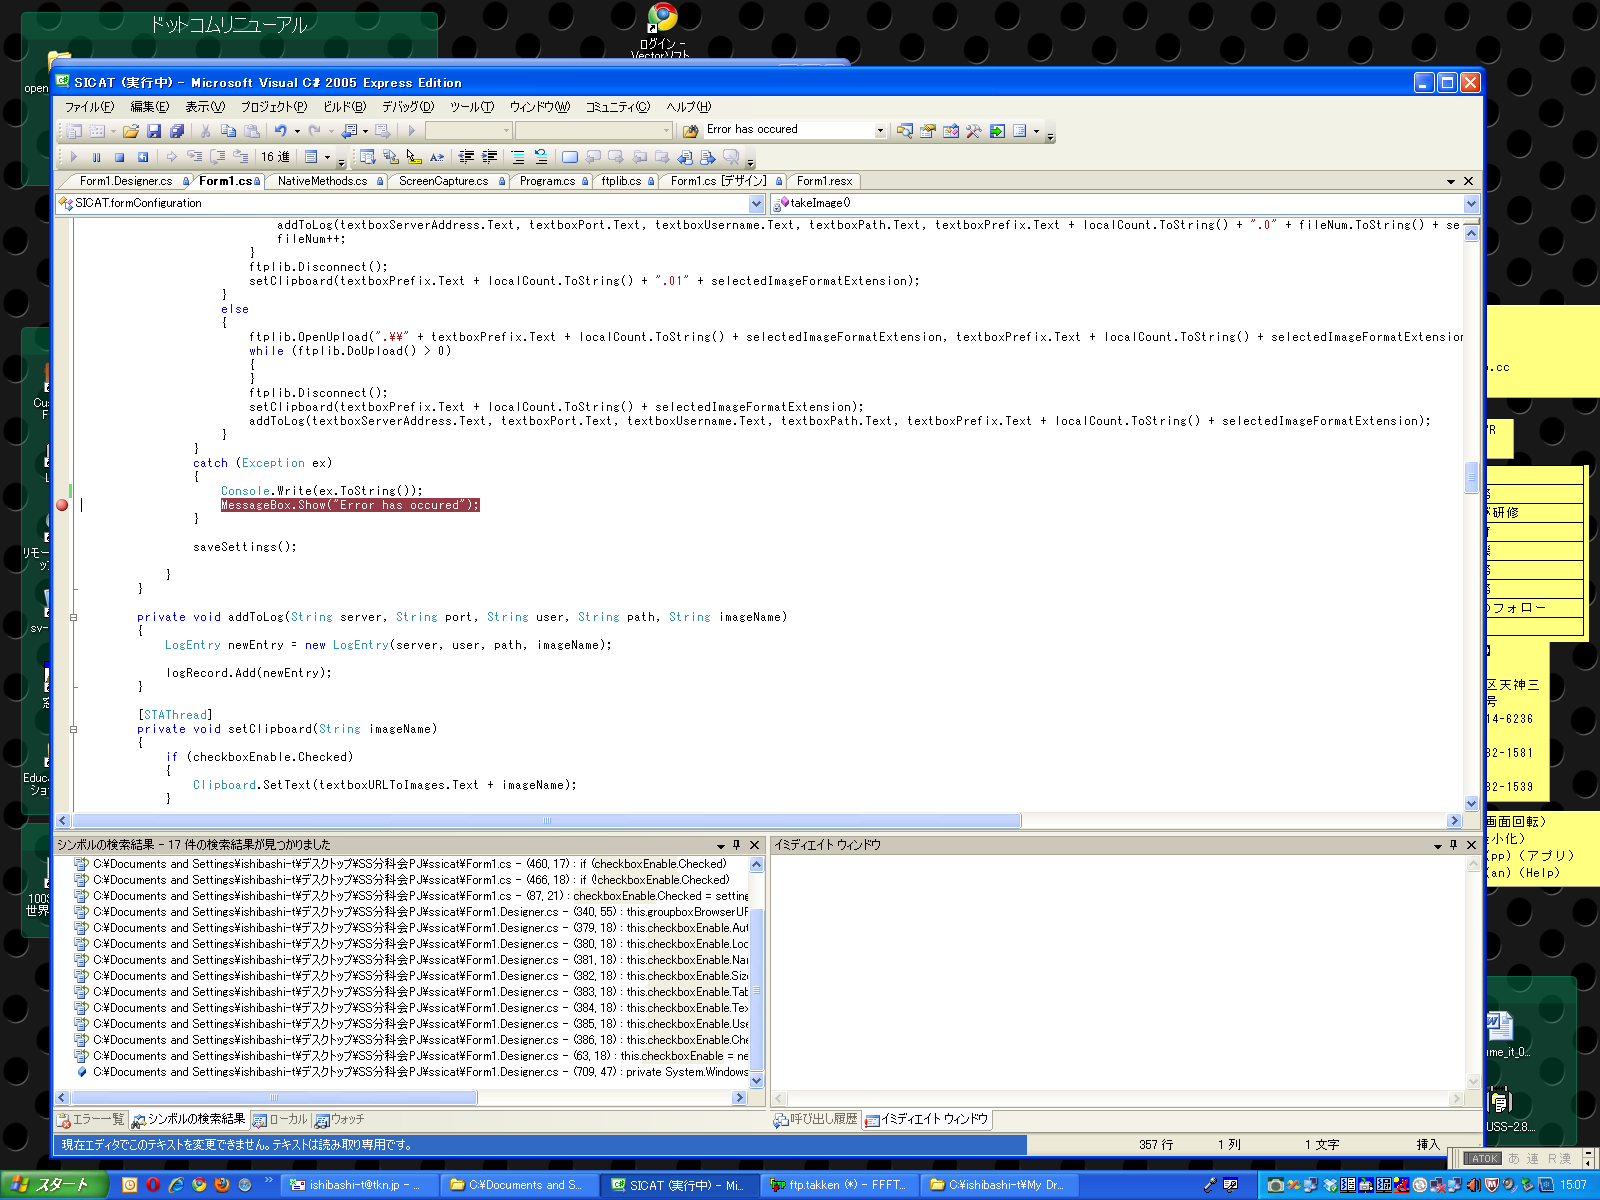 ドットコムリニューアル
ログイン -
Vectorソフト
open
SICAT (実行中) - Microsoft Visual C# 2005 Express Edition
ファイル(F) 編集(E) 表示(V) プロジェクト(P) ビルド(B) デバッグ(D) ツール(T) ウィンドウ(W) コミュニティ(C) ヘルプ(H)
Error has occured
16 進
Form1.Designer.cs Form1.cs NativeMethods.cs ScreenCapture.cs Program.cs ftplib.cs Form1.cs [デザイン] Form1.resx
SICAT.formConfiguration takeImage()
addToLog(textboxServerAddress.Text, textboxPort.Text, textboxUsername.Text, textboxPath.Text, textboxPrefix.Text + localCount.ToString() + ".0" + fileNum.ToString() + se
fileNum++;
}
ftplib.Disconnect();
setClipboard(textboxPrefix.Text + localCount.ToString() + ".01" + selectedImageFormatExtension);
}
else
{
ftplib.OpenUpload(".¥¥" + textboxPrefix.Text + localCount.ToString() + selectedImageFormatExtension, textboxPrefix.Text + localCount.ToString() + selectedImageFormatExtension
while (ftplib.DoUpload() > 0)
{
}
ftplib.Disconnect();
setClipboard(textboxPrefix.Text + localCount.ToString() + selectedImageFormatExtension);
addToLog(textboxServerAddress.Text, textboxPort.Text, textboxUsername.Text, textboxPath.Text, textboxPrefix.Text + localCount.ToString() + selectedImageFormatExtension);
}
}
catch (Exception ex)
{
Console.Write(ex.ToString());
MessageBox.Show("Error has occured");
}
saveSettings();
}
}
private void addToLog(String server, String port, String user, String path, String imageName)
{
LogEntry newEntry = new LogEntry(server, user, path, imageName);
logRecord.Add(newEntry);
}
[STAThread]
private void setClipboard(String imageName)
{
if (checkboxEnable.Checked)
{
Clipboard.SetText(textboxURLToImages.Text + imageName);
}
シンボルの検索結果 - 17 件の検索結果が見つかりました
C:¥Documents and Settings¥ishibashi-t¥デスクトップ¥SS分科会PJ¥ssicat¥Form1.cs - (460, 17) : if (checkboxEnable.Checked)
C:¥Documents and Settings¥ishibashi-t¥デスクトップ¥SS分科会PJ¥ssicat¥Form1.cs - (466, 18) : if (!checkboxEnable.Checked)
C:¥Documents and Settings¥ishibashi-t¥デスクトップ¥SS分科会PJ¥ssicat¥Form1.cs - (87, 21) : checkboxEnable.Checked = setting
C:¥Documents and Settings¥ishibashi-t¥デスクトップ¥SS分科会PJ¥ssicat¥Form1.Designer.cs - (340, 55) : this.groupboxBrowserUR
C:¥Documents and Settings¥ishibashi-t¥デスクトップ¥SS分科会PJ¥ssicat¥Form1.Designer.cs - (379, 18) : this.checkboxEnable.Aut
C:¥Documents and Settings¥ishibashi-t¥デスクトップ¥SS分科会PJ¥ssicat¥Form1.Designer.cs - (380, 18) : this.checkboxEnable.Loc
C:¥Documents and Settings¥ishibashi-t¥デスクトップ¥SS分科会PJ¥ssicat¥Form1.Designer.cs - (381, 18) : this.checkboxEnable.Nar
C:¥Documents and Settings¥ishibashi-t¥デスクトップ¥SS分科会PJ¥ssicat¥Form1.Designer.cs - (382, 18) : this.checkboxEnable.Size
C:¥Documents and Settings¥ishibashi-t¥デスクトップ¥SS分科会PJ¥ssicat¥Form1.Designer.cs - (383, 18) : this.checkboxEnable.Tab
C:¥Documents and Settings¥ishibashi-t¥デスクトップ¥SS分科会PJ¥ssicat¥Form1.Designer.cs - (384, 18) : this.checkboxEnable.Tex
C:¥Documents and Settings¥ishibashi-t¥デスクトップ¥SS分科会PJ¥ssicat¥Form1.Designer.cs - (385, 18) : this.checkboxEnable.Use
C:¥Documents and Settings¥ishibashi-t¥デスクトップ¥SS分科会PJ¥ssicat¥Form1.Designer.cs - (386, 18) : this.checkboxEnable.Che
C:¥Documents and Settings¥ishibashi-t¥デスクトップ¥SS分科会PJ¥ssicat¥Form1.Designer.cs - (63, 18) : this.checkboxEnable = ne
C:¥Documents and Settings¥ishibashi-t¥デスクトップ¥SS分科会PJ¥ssicat¥Form1.Designer.cs - (709, 47) : private System.Windows
イミディエイト ウィンドウ
エラー一覧 シンボルの検索結果 ローカル ウォッチ
呼び出し履歴 イミディエイト ウィンドウ
現在エディタでこのテキストを変更できません。テキストは読み取り専用です。
357 行 1 列 1 文字 挿入
リモー
sv-
Educ
ショ
100S
世界
.cc
研修
フォロー
区天神三
号
14-6236
32-1581
32-1539
画面回転)
小化)
(pp) (アプリ)
(an) (Help)
ume_it_0...
USS-2.8...
ATOK あ 連 R漢
スタート
ishibashi-t@tkn.jp - ...
C:¥Documents and S...
SICAT (実行中) - Mi...
ftp.takken (*) - FFFT...
C:¥ishibashi-t¥My Dr...
15:07